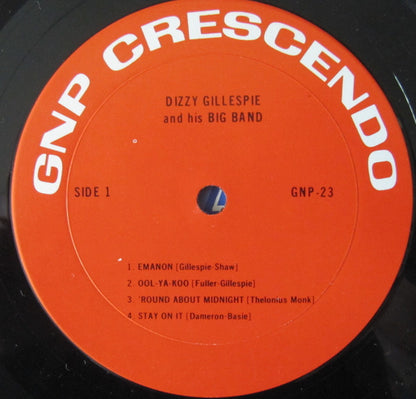 GNP CRESCENDO
DIZZY GILLESPIE
and his BIG BAND
SIDE 1
GNP-23
1. EMANON [Gillespie-Shaw]
2. OOL-YA-KOO [Fuller-Gillespie]
3. 'ROUND ABOUT MIDNIGHT [Thelonius Monk]
4. STAY ON IT [Dameron-Basie]